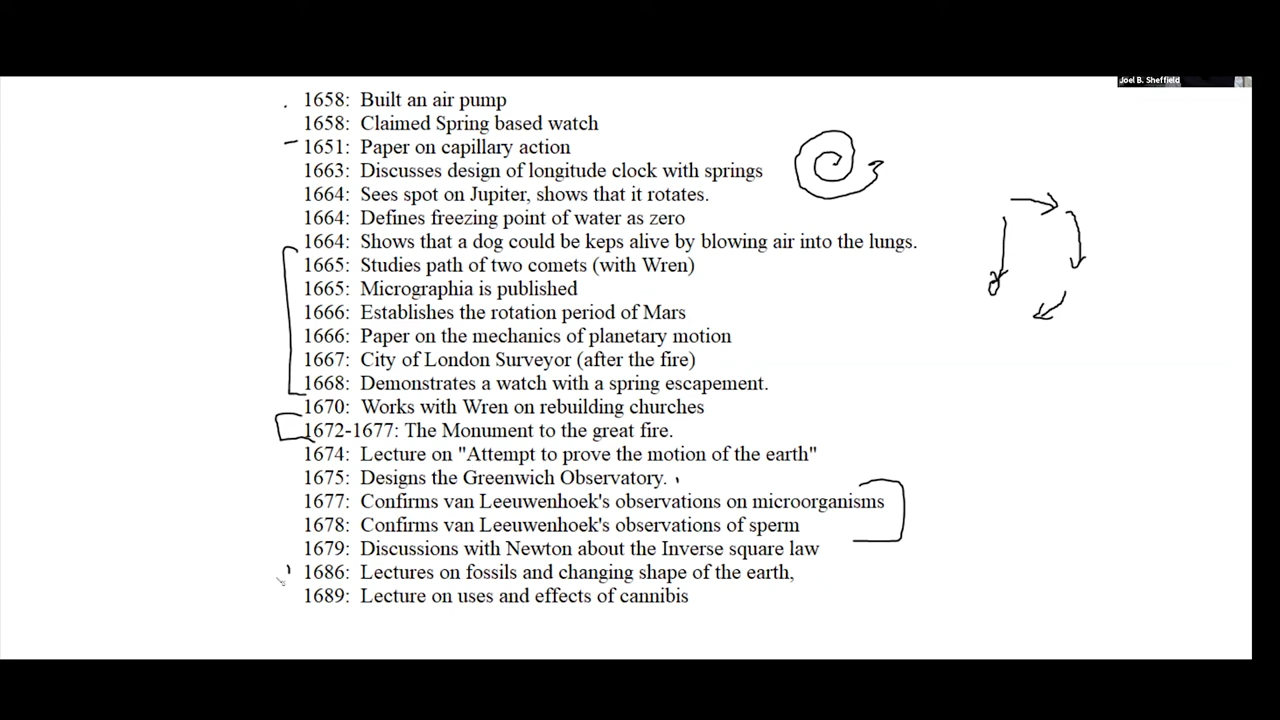 Joel B. Sheffield
1658: Built an air pump
1658: Claimed Spring based watch
1651: Paper on capillary action
1663: Discusses design of longitude clock with springs
1664: Sees spot on Jupiter, shows that it rotates.
1664: Defines freezing point of water as zero
1664: Shows that a dog could be keps alive by blowing air into the lungs.
1665: Studies path of two comets (with Wren)
1665: Micrographia is published
1666: Establishes the rotation period of Mars
1666: Paper on the mechanics of planetary motion
1667: City of London Surveyor (after the fire)
1668: Demonstrates a watch with a spring escapement.
1670: Works with Wren on rebuilding churches
1672-1677: The Monument to the great fire.
1674: Lecture on "Attempt to prove the motion of the earth"
1675: Designs the Greenwich Observatory.
1677: Confirms van Leeuwenhoek's observations on microorganisms
1678: Confirms van Leeuwenhoek's observations of sperm
1679: Discussions with Newton about the Inverse square law
1686: Lectures on fossils and changing shape of the earth,
1689: Lecture on uses and effects of cannibis